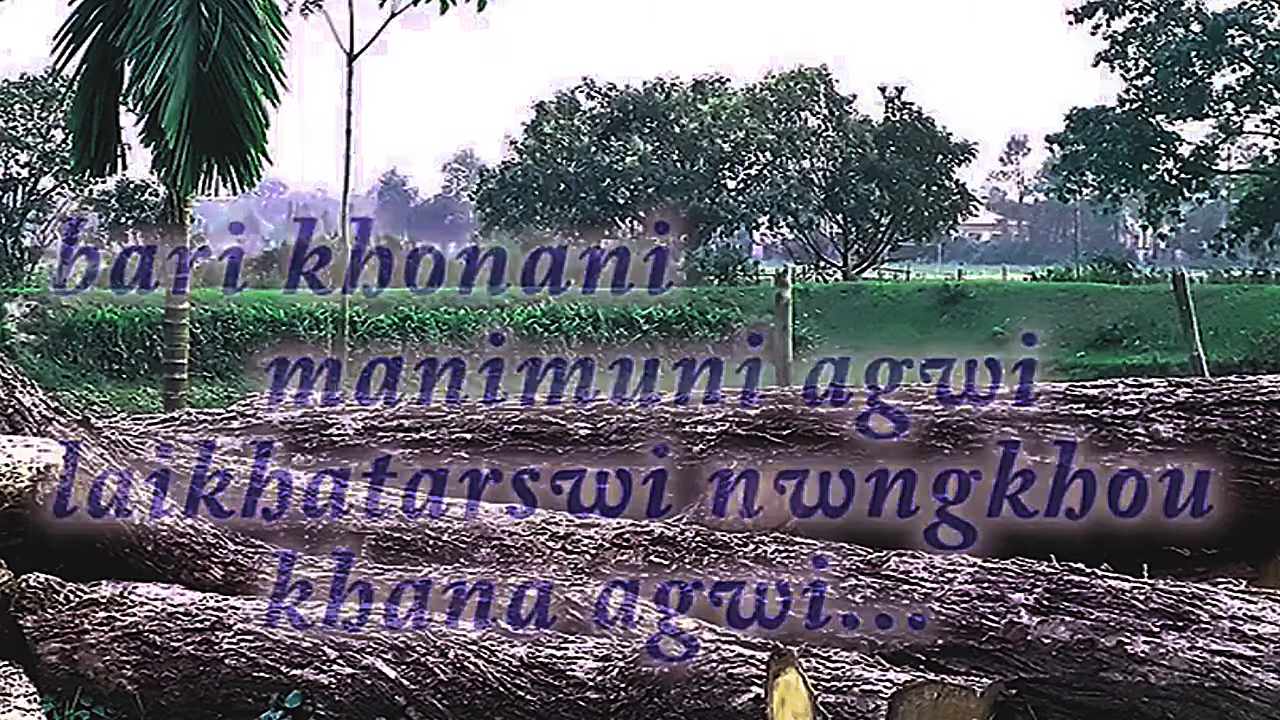 bari khonani
manimuni agwi
laikhatarswi nwngkhou
khana agwi...